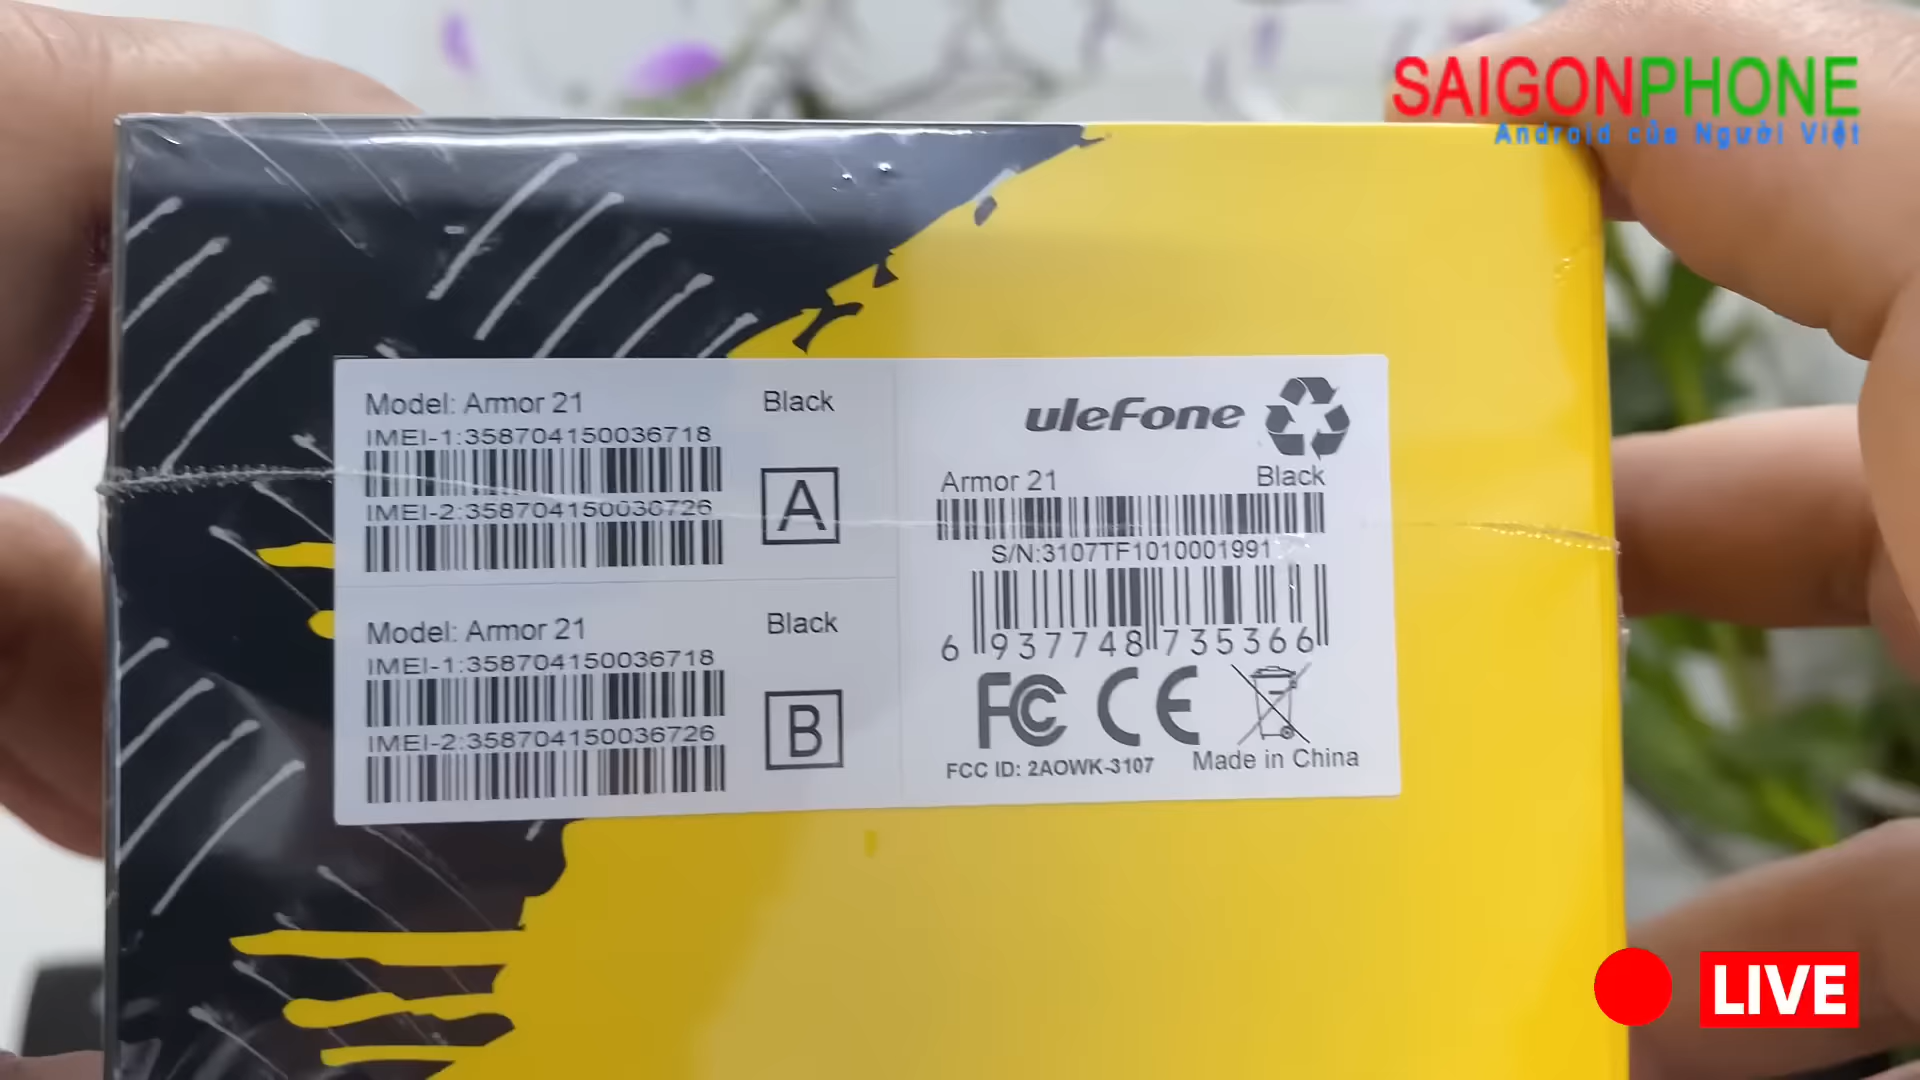 SAIGONPHONE
Android của Người Việt
Model: Armor 21
Black
IMEI-1:358704150036718
IMEI-2:358704150036726
A
Model: Armor 21
Black
IMEI-1:358704150036718
IMEI-2:358704150036726
B
uleFone
Armor 21
Black
S/N:3107TF1010001991
6 937748 735366
FC CE
FCC ID: 2AOWK-3107
Made in China
LIVE